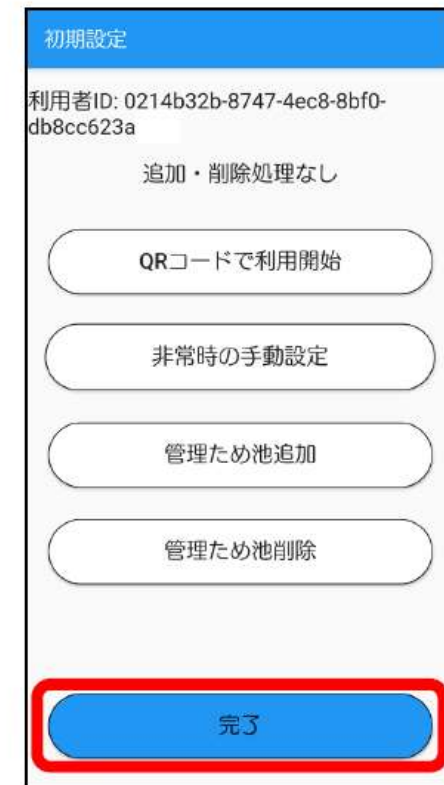 初期設定
利用者ID: 0214b32b-8747-4ec8-8bf0-
db8cc623a
追加・削除処理なし
QRコードで利用開始
非常時の手動設定
管理ため池追加
管理ため池削除
完了